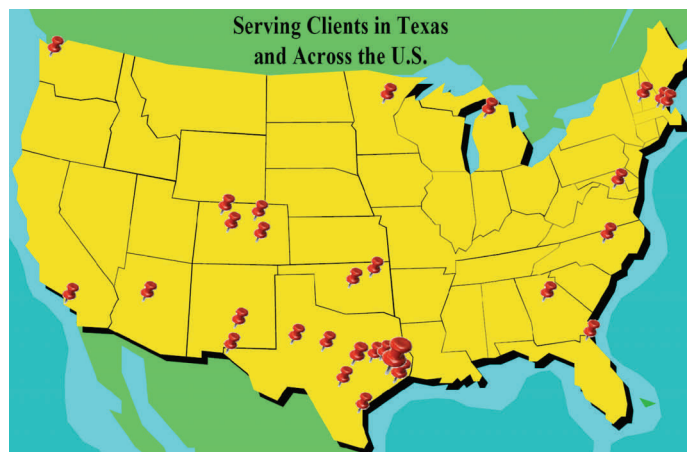 Serving Clients in Texas
and Across the U.S.